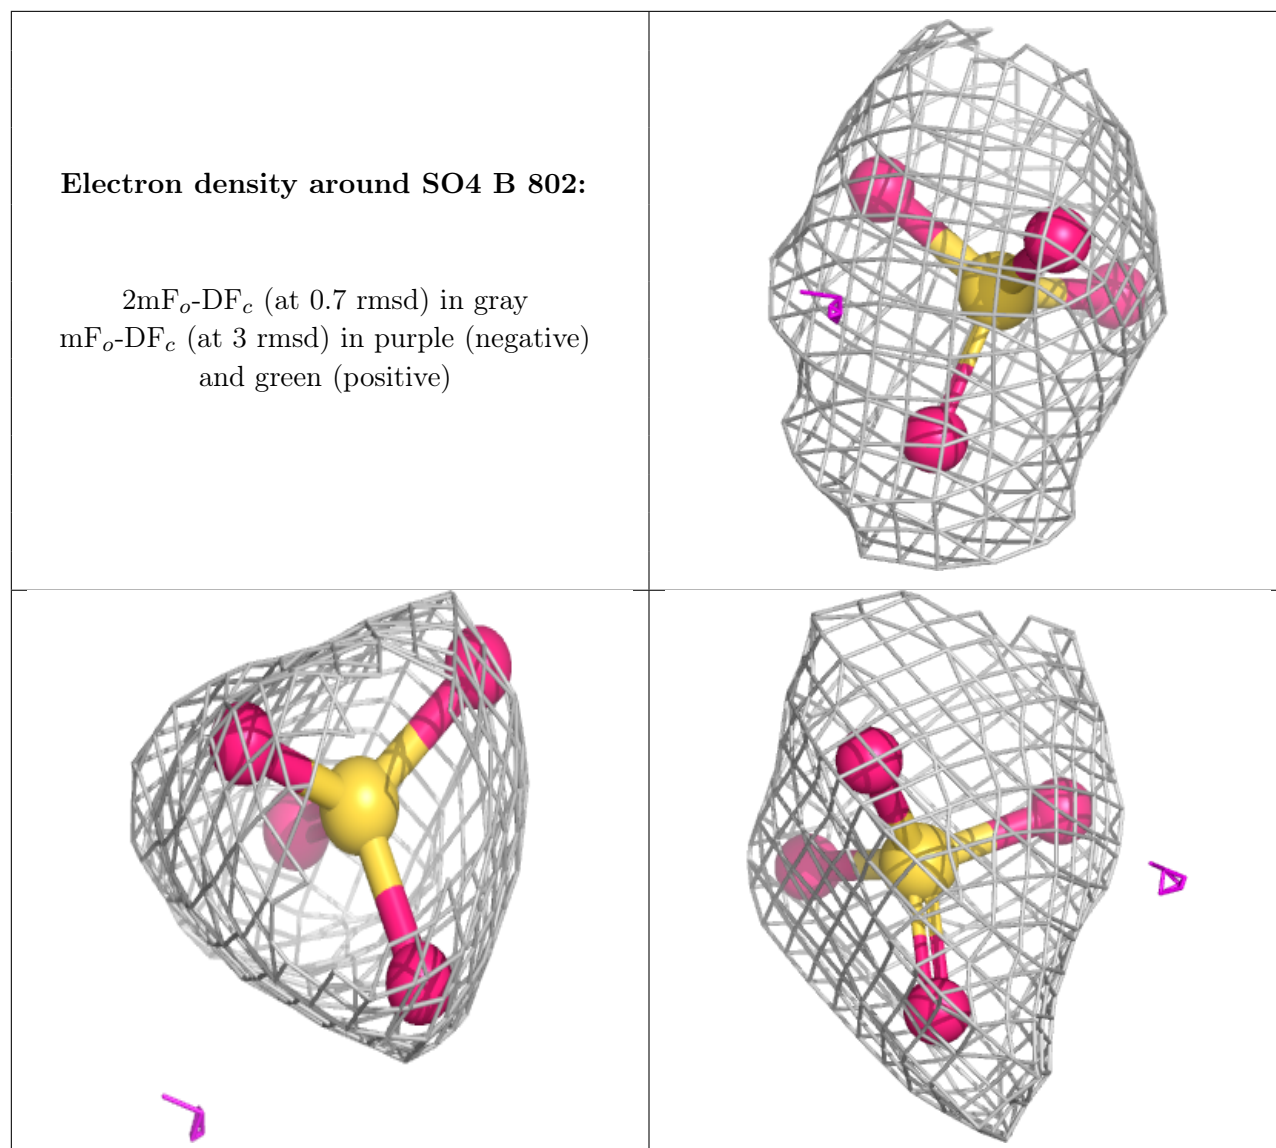 Electron density around SO4 B 802:
2mFo-DFc (at 0.7 rmsd) in gray
mFo-DFc (at 3 rmsd) in purple (negative)
and green (positive)